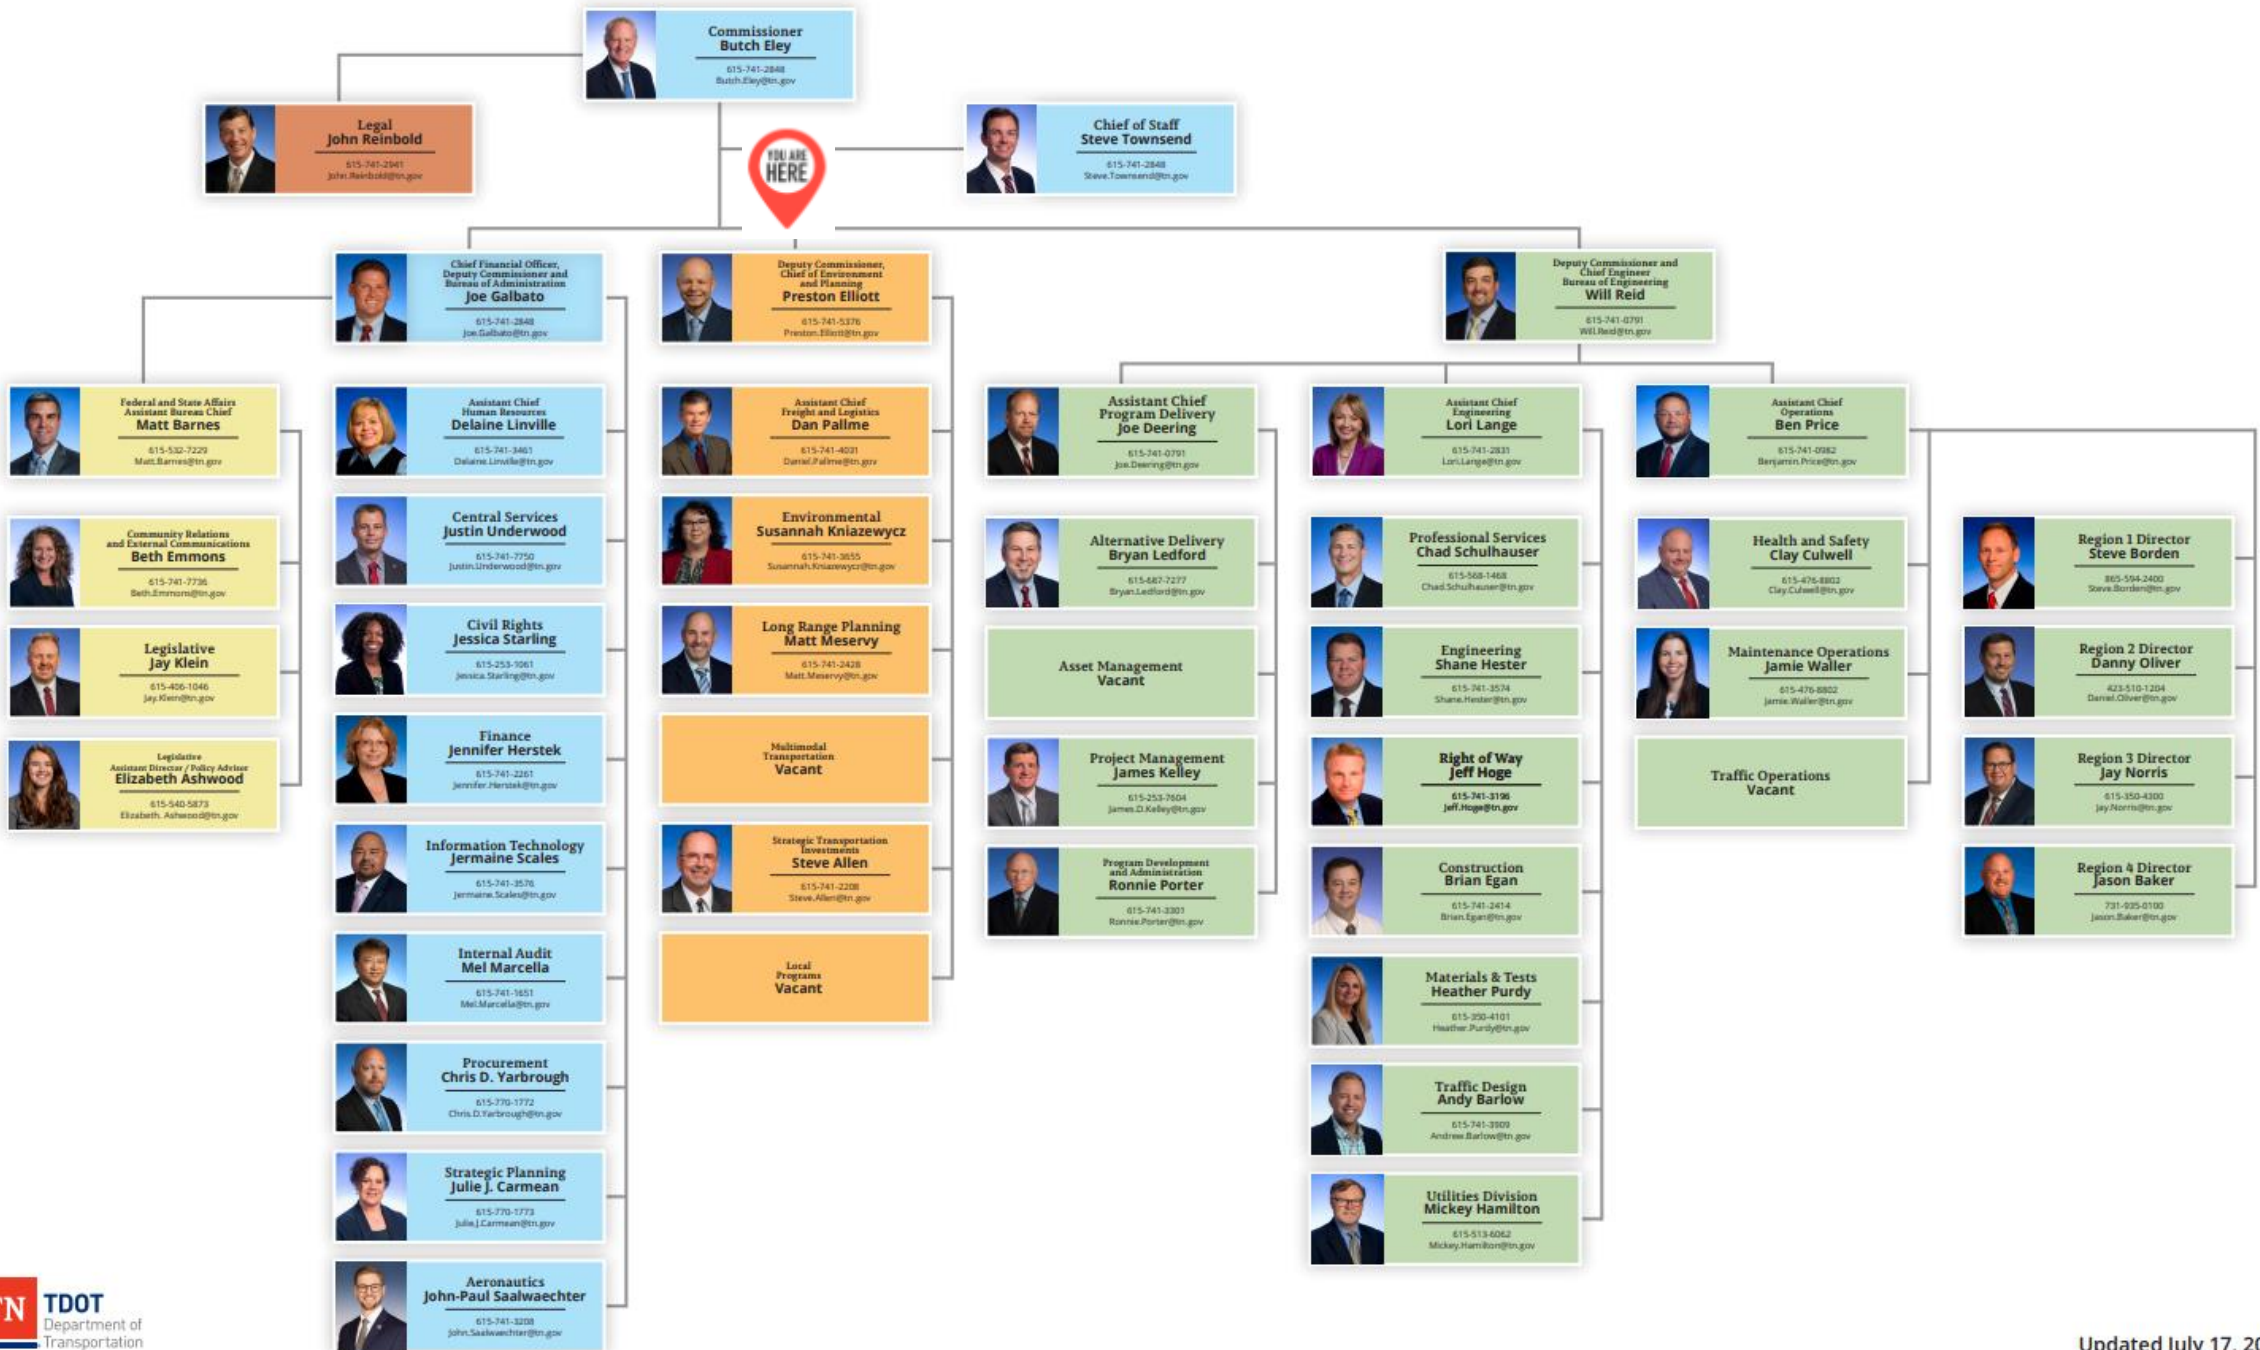 Commissioner
Butch Eley
615-741-2848
Butch.Eley@tn.gov
Legal
John Reinbold
615-741-2941
John.Reinbold@tn.gov
YOU ARE
HERE
Chief of Staff
Steve Townsend
615-741-2848
Steve.Townsend@tn.gov
Chief Financial Officer,
Deputy Commissioner and
Bureau of Administration
Joe Galbato
615-741-2848
Joe.Galbato@tn.gov
Deputy Commissioner,
Chief of Environment
and Planning
Preston Elliott
615-741-5376
Preston.Elliott@tn.gov
Deputy Commissioner and
Chief Engineer
Bureau of Engineering
Will Reid
615-741-0791
Will.Reid@tn.gov
Federal and State Affairs
Assistant Bureau Chief
Matt Barnes
615-532-7229
Matt.Barnes@tn.gov
Community Relations
and External Communications
Beth Emmons
615-741-7736
Beth.Emmons@tn.gov
Legislative
Jay Klein
615-406-1046
Jay.Klein@tn.gov
Legislative
Assistant Director / Policy Advisor
Elizabeth Ashwood
615-540-5873
Elizabeth. Ashwood@tn.gov
Assistant Chief
Human Resources
Delaine Linville
615-741-3461
Delaine.Linville@tn.gov
Central Services
Justin Underwood
615-741-7750
Justin.Underwood@tn.gov
Civil Rights
Jessica Starling
615-253-1061
Jessica.Starling@tn.gov
Finance
Jennifer Herstek
615-741-2261
Jennifer.Herstek@tn.gov
Information Technology
Jermaine Scales
615-741-3576
Jermaine.Scales@tn.gov
Internal Audit
Mel Marcella
615-741-1651
Mel.Marcella@tn.gov
Procurement
Chris D. Yarbrough
615-770-1772
Chris.D.Yarbrough@tn.gov
Strategic Planning
Julie J. Carmean
615-770-1773
Julie.J.Carmean@tn.gov
Aeronautics
John-Paul Saalwaechter
615-741-3208
John.Saalwaechter@tn.gov
Assistant Chief
Freight and Logistics
Dan Pallme
615-741-4031
Daniel.Pallme@tn.gov
Environmental
Susannah Kniazewycz
615-741-3655
Susannah.Kniazewycz@tn.gov
Long Range Planning
Matt Meservy
615-741-2428
Matt.Meservy@tn.gov
Multimodal
Transportation
Vacant
Strategic Transportation
Investments
Steve Allen
615-741-2208
Steve.Allen@tn.gov
Local
Programs
Vacant
Assistant Chief
Program Delivery
Joe Deering
615-741-0791
Joe.Deering@tn.gov
Alternative Delivery
Bryan Ledford
615-687-7277
Bryan.Ledford@tn.gov
Asset Management
Vacant
Project Management
James Kelley
615-253-7604
James.D.Kelley@tn.gov
Program Development
and Administration
Ronnie Porter
615-741-3301
Ronnie.Porter@tn.gov
Assistant Chief
Engineering
Lori Lange
615-741-2831
Lori.Lange@tn.gov
Professional Services
Chad Schulhauser
615-568-1468
Chad.Schulhauser@tn.gov
Engineering
Shane Hester
615-741-3574
Shane.Hester@tn.gov
Right of Way
Jeff Hoge
615-741-3196
Jeff.Hoge@tn.gov
Construction
Brian Egan
615-741-2414
Brian.Egan@tn.gov
Materials & Tests
Heather Purdy
615-350-4101
Heather.Purdy@tn.gov
Traffic Design
Andy Barlow
615-741-3909
Andrew.Barlow@tn.gov
Utilities Division
Mickey Hamilton
615-513-6062
Mickey.Hamilton@tn.gov
Assistant Chief
Operations
Ben Price
615-741-0982
Benjamin.Price@tn.gov
Health and Safety
Clay Culwell
615-476-8802
Clay.Culwell@tn.gov
Maintenance Operations
Jamie Waller
615-476-8802
Jamie.Waller@tn.gov
Traffic Operations
Vacant
Region 1 Director
Steve Borden
865-594-2400
Steve.Borden@tn.gov
Region 2 Director
Danny Oliver
423-510-1204
Daniel.Oliver@tn.gov
Region 3 Director
Jay Norris
615-350-4300
Jay.Norris@tn.gov
Region 4 Director
Jason Baker
731-935-0100
Jason.Baker@tn.gov
TN
TDOT
Department of
Transportation
Updated July 17, 20